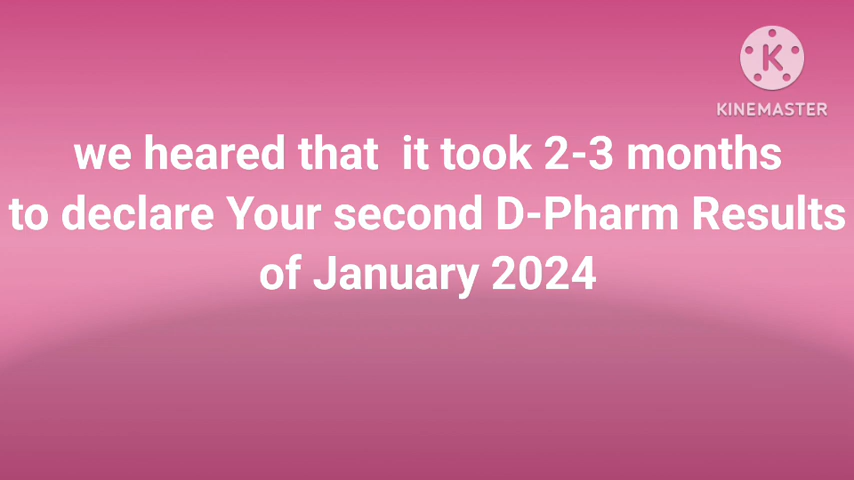 K
KINEMASTER
we heared that it took 2-3 months
to declare Your second D-Pharm Results
of January 2024